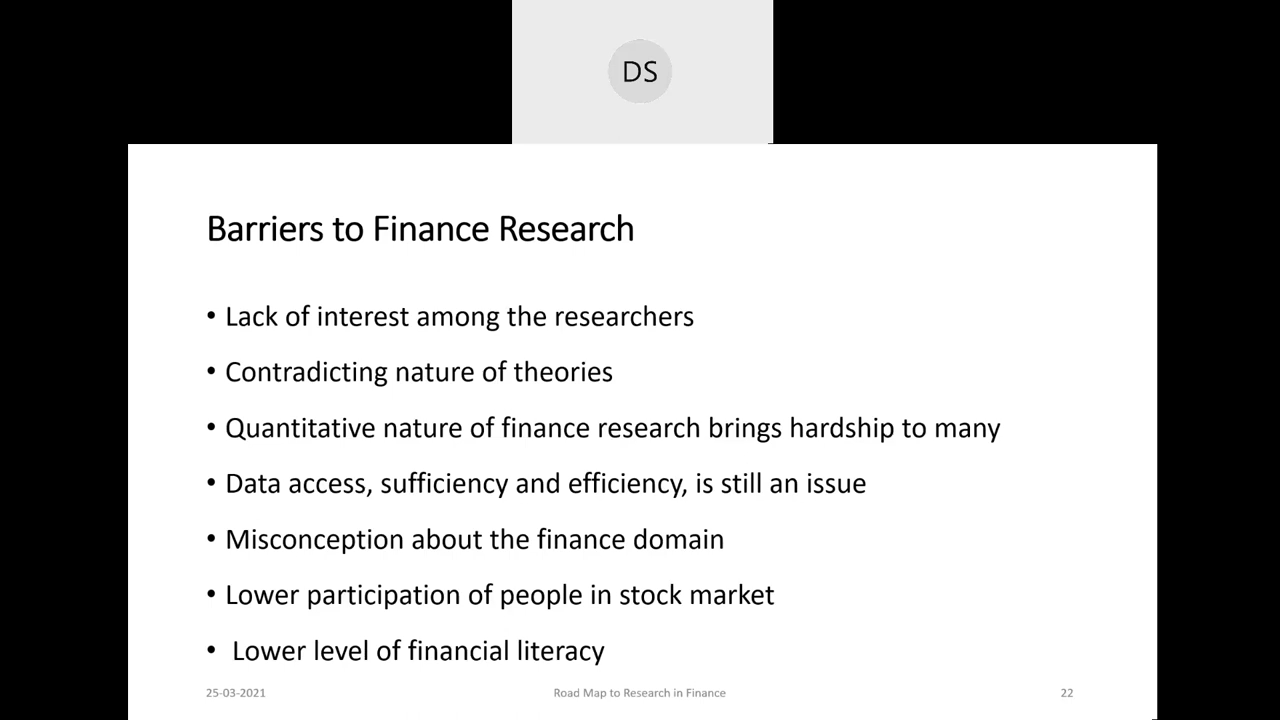 DS
Barriers to Finance Research
• Lack of interest among the researchers
• Contradicting nature of theories
• Quantitative nature of finance research brings hardship to many
• Data access, sufficiency and efficiency, is still an issue
• Misconception about the finance domain
• Lower participation of people in stock market
• Lower level of financial literacy
25-03-2021 Road Map to Research in Finance 22